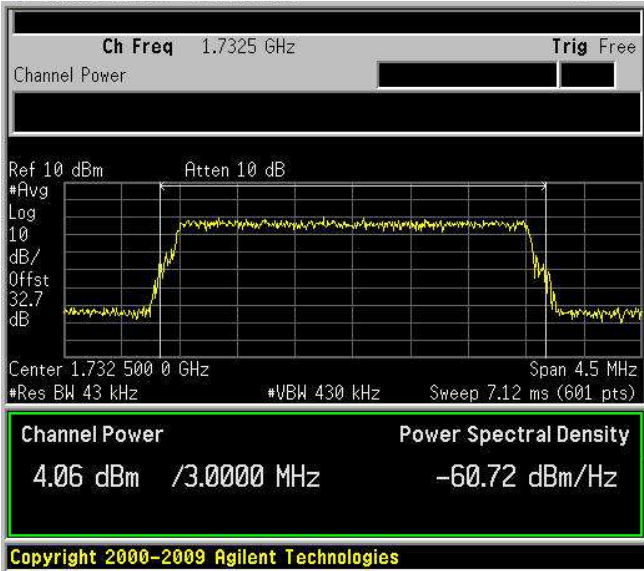 Ch Freq 1.7325 GHz Trig Free
Channel Power
Ref 10 dBm Atten 10 dB
#Avg
Log
10
dB/
Offst
32.7
dB
Center 1.732 500 0 GHz Span 4.5 MHz
#Res BW 43 kHz #VBW 430 kHz Sweep 7.12 ms (601 pts)
Channel Power Power Spectral Density
4.06 dBm /3.0000 MHz -60.72 dBm/Hz
Copyright 2000-2009 Agilent Technologies